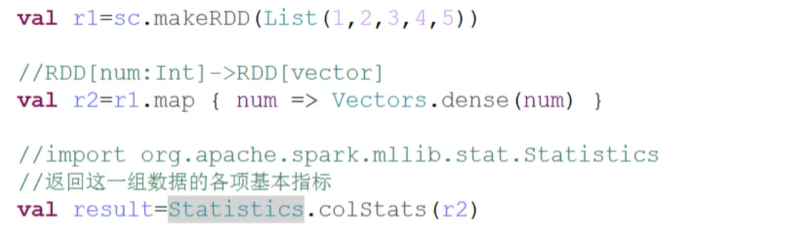 val r1=sc.makeRDD(List(1,2,3,4,5))
//RDD[num:Int]->RDD[vector]
val r2=r1.map { num => Vectors.dense(num) }
//import org.apache.spark.mllib.stat.Statistics
//返回这一组数据的各项基本指标
val result=Statistics.colStats(r2)